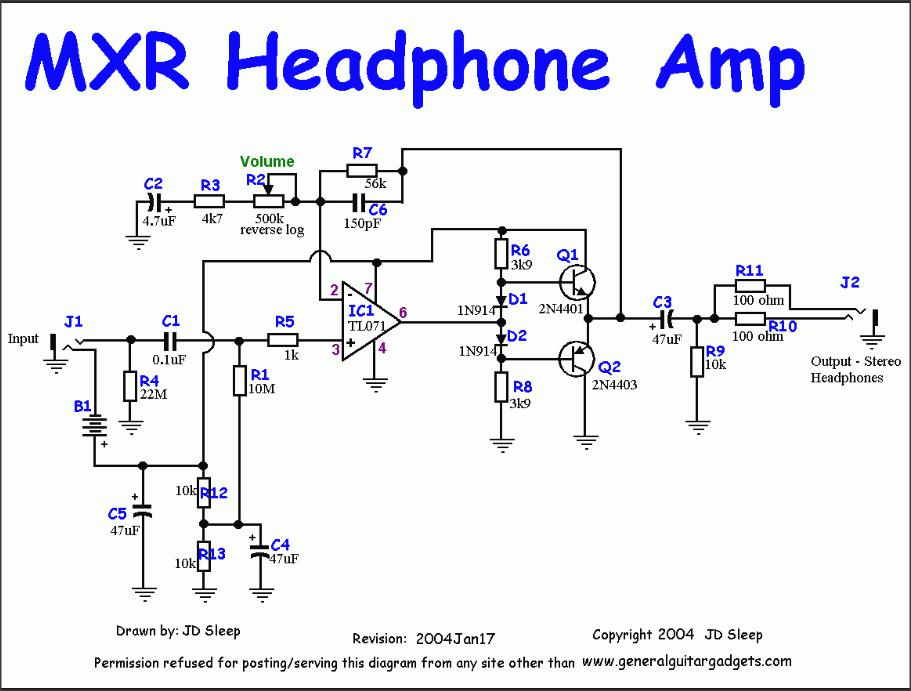 MXR Headphone Amp
Volume
R7
56k
C2
4.7uF
+
R3
4k7
R2
500k
reverse log
C6
150pF
R6
3k9
Q1
2N4401
D1
1N914
2
-
7
IC1
TL071
6
+
3
4
D2
1N914
Q2
2N4403
R8
3k9
C3
+
47uF
R11
100 ohm
R10
100 ohm
J2
R9
10k
Output - Stereo
Headphones
Input
J1
C1
0.1uF
R5
1k
R4
22M
R1
10M
B1
+
+
C5
47uF
10k R12
10k R13
+
C4
47uF
Drawn by: JD Sleep
Revision: 2004Jan17
Copyright 2004 JD Sleep
Permission refused for posting/serving this diagram from any site other than www.generalguitargadgets.com